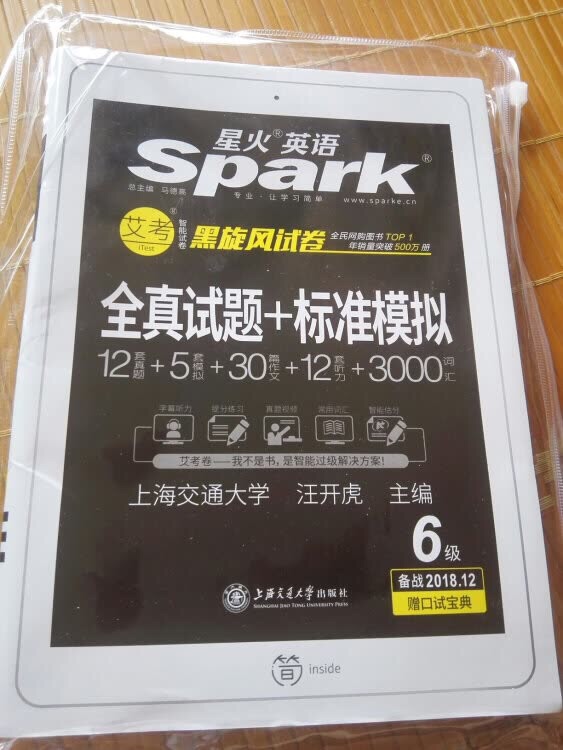 星火®英语
Spark®
总主编 马德高
专业·让学习简单 www.sparke.cn
艾考®
iTest
智能试卷
黑旋风试卷
全民网购图书 TOP 1
年销量突破500万册
全真试题+标准模拟
12套真题+5套模拟+30篇作文+12套听力+3000词汇
字幕听力 提分练习 真题视频 常用词汇 智能估分
艾考卷——我不是书,是智能过级解决方案!
上海交通大学 汪开虎 主编
6级
备战2018.12
赠口试宝典
上海交通大学出版社
SHANGHAI JIAO TONG UNIVERSITY PRESS
简 inside